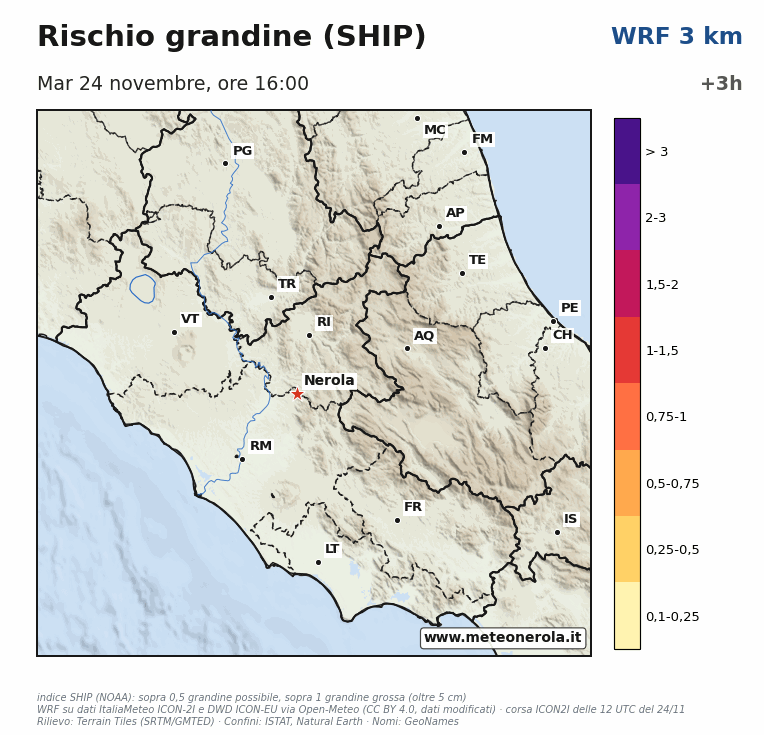 Rischio grandine (SHIP)
WRF 3 km
Mar 24 novembre, ore 16:00
+3h
MC
FM
PG
AP
TE
TR
PE
VT
RI
AQ
CH
Nerola
RM
FR
IS
LT
www.meteonerola.it
> 3
2-3
1,5-2
1-1,5
0,75-1
0,5-0,75
0,25-0,5
0,1-0,25
indice SHIP (NOAA): sopra 0,5 grandine possibile, sopra 1 grandine grossa (oltre 5 cm)
WRF su dati ItaliaMeteo ICON-2I e DWD ICON-EU via Open-Meteo (CC BY 4.0, dati modificati) · corsa ICON2I delle 12 UTC del 24/11
Rilievo: Terrain Tiles (SRTM/GMTED) · Confini: ISTAT, Natural Earth · Nomi: GeoNames